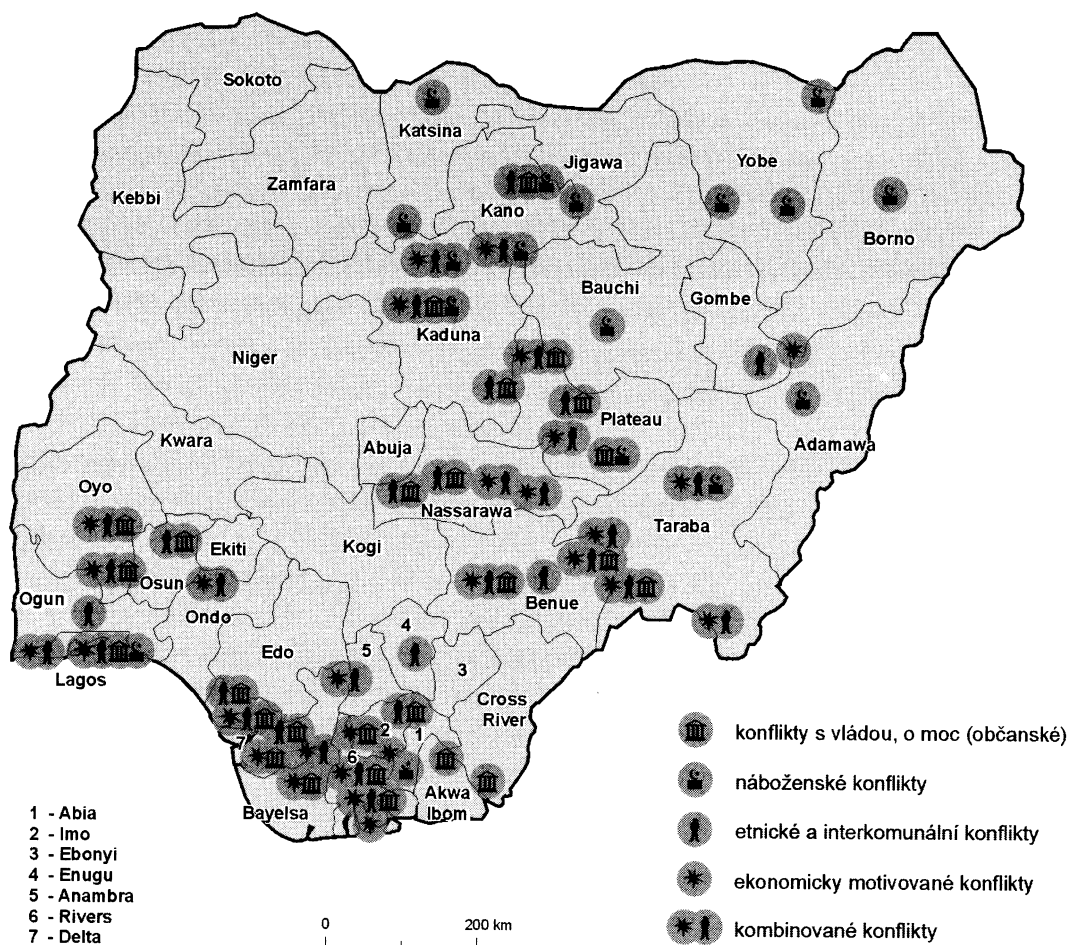 Sokoto
Katsina
Jigawa
Yobe
Zamfara
Kebbi
Kano
Borno
Bauchi
Gombe
Kaduna
Niger
Plateau
Kwara
Abuja
Adamawa
Oyo
Nassarawa
Taraba
Ekiti
Kogi
Osun
Ogun
Benue
Ondo
4
Edo
5
3
Lagos
Cross
River
2
1
7
6
Akwa
Ibom
Bayelsa
konflikty s vládou, o moc (občanské)
náboženské konflikty
etnické a interkomunální konflikty
ekonomicky motivované konflikty
kombinované konflikty
1 - Abia
2 - Imo
3 - Ebonyi
4 - Enugu
5 - Anambra
6 - Rivers
7 - Delta
0 200 km